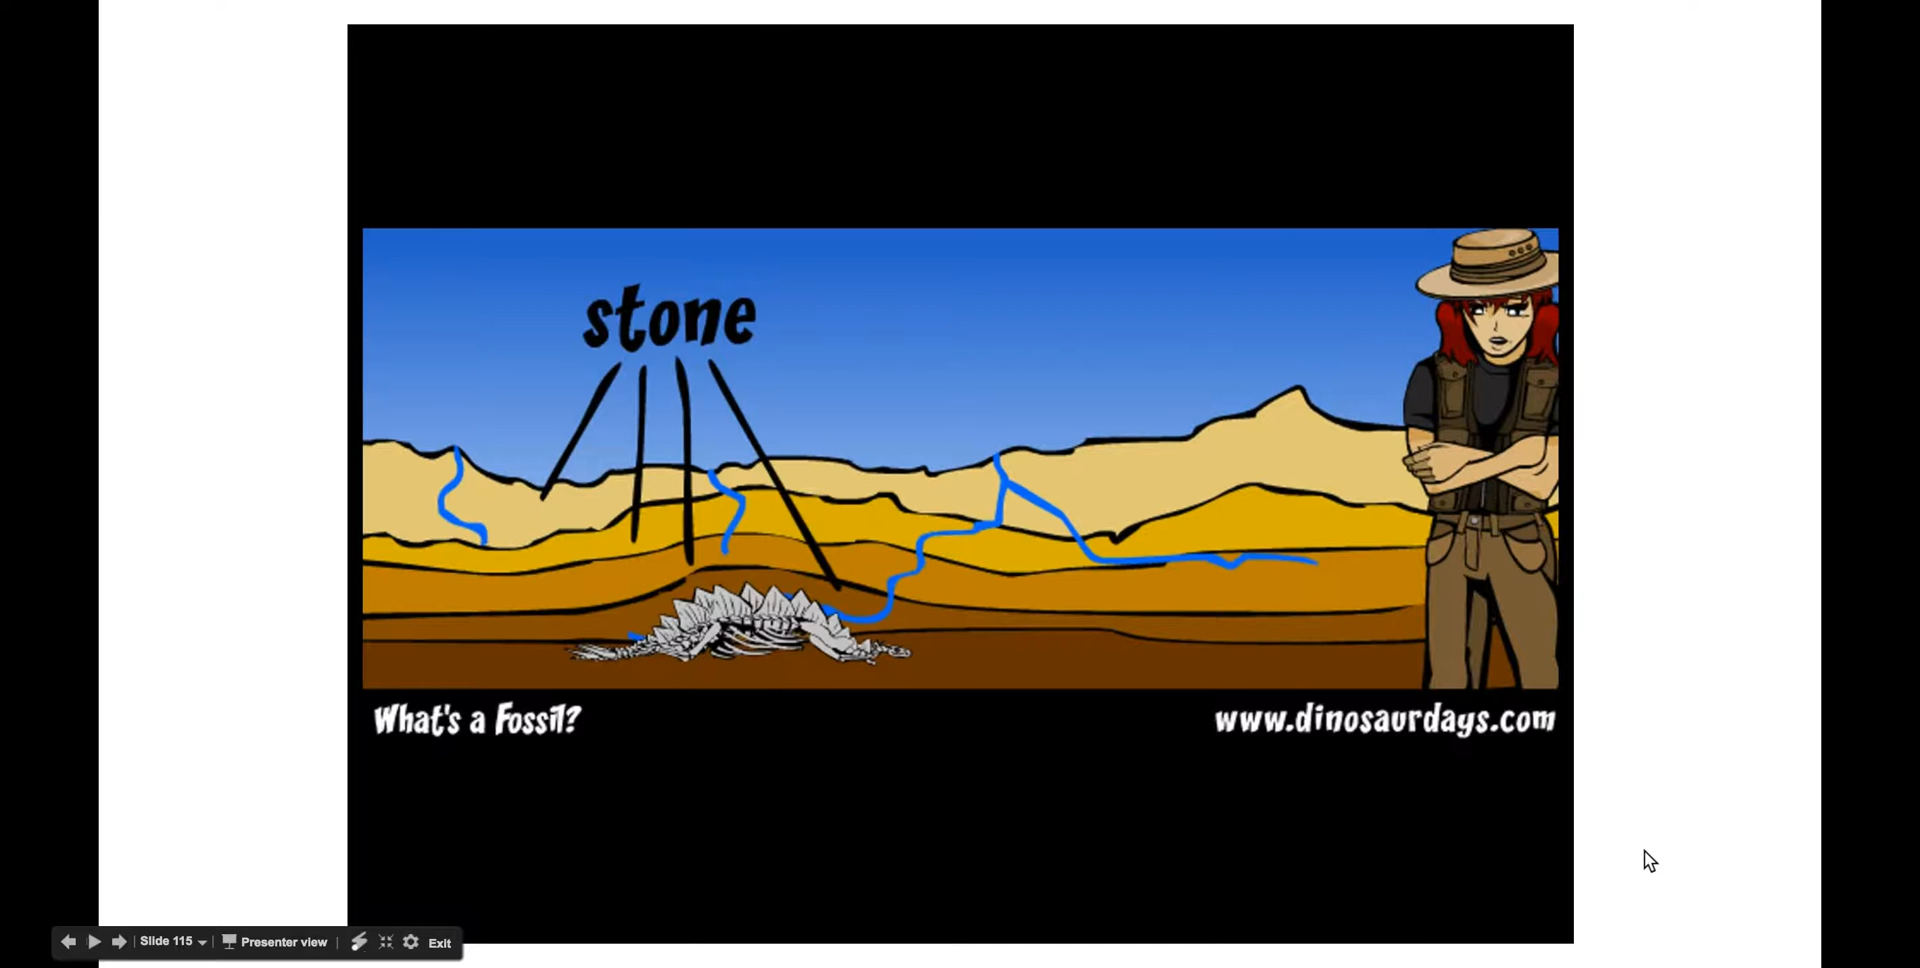 stone
What's a Fossil?
www.dinosaurdays.com
Slide 115
Presenter view
Exit